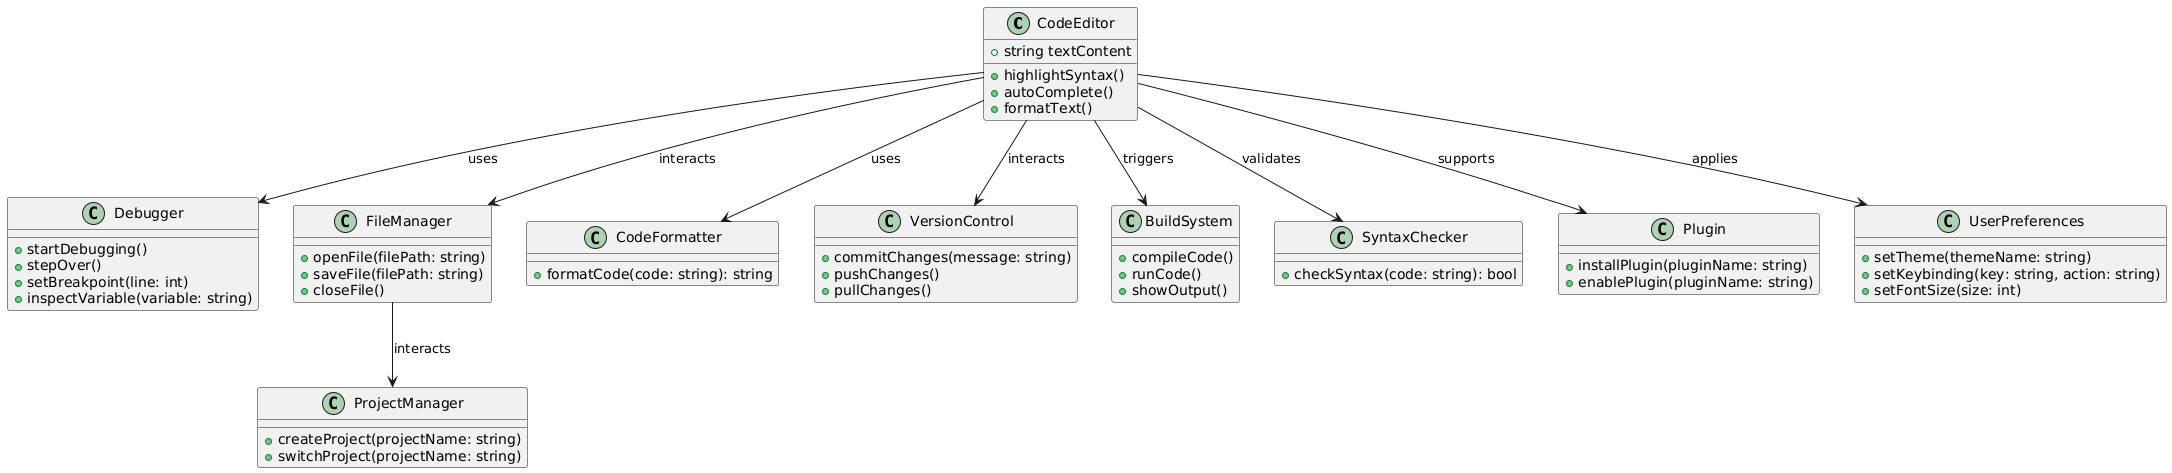 C CodeEditor
string textContent
highlightSyntax()
autoComplete()
formatText()
uses
interacts
uses
interacts
triggers
validates
supports
applies
C Debugger
startDebugging()
stepOver()
setBreakpoint(line: int)
inspectVariable(variable: string)
C FileManager
openFile(filePath: string)
saveFile(filePath: string)
closeFile()
C CodeFormatter
formatCode(code: string): string
C VersionControl
commitChanges(message: string)
pushChanges()
pullChanges()
C BuildSystem
compileCode()
runCode()
showOutput()
C SyntaxChecker
checkSyntax(code: string): bool
C Plugin
installPlugin(pluginName: string)
enablePlugin(pluginName: string)
C UserPreferences
setTheme(themeName: string)
setKeybinding(key: string, action: string)
setFontSize(size: int)
interacts
C ProjectManager
createProject(projectName: string)
switchProject(projectName: string)